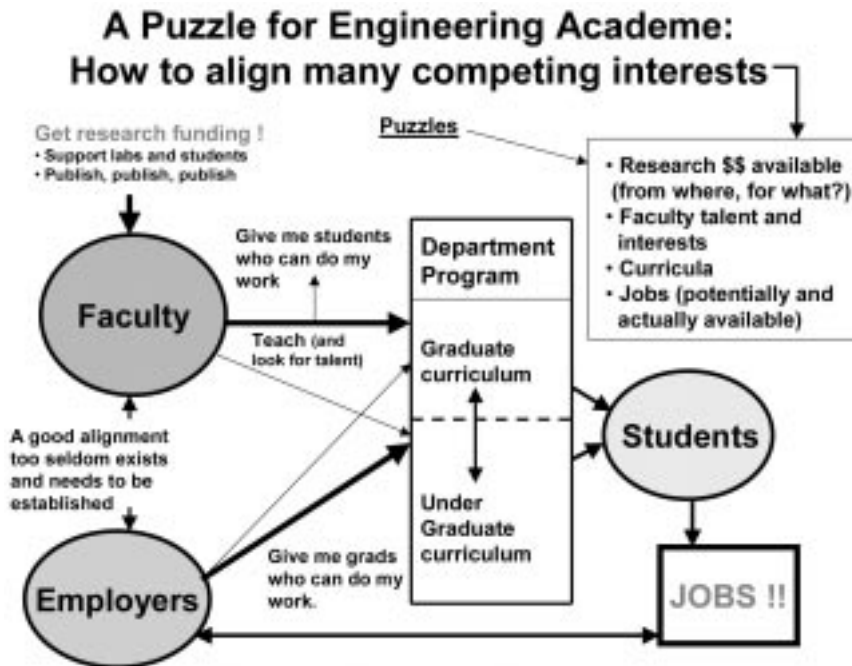 A Puzzle for Engineering Academe:
How to align many competing interests
Get research funding !
• Support labs and students
• Publish, publish, publish
Puzzles
• Research $$ available
(from where, for what?)
• Faculty talent and
interests
• Curricula
• Jobs (potentially and
actually available)
Give me students
who can do my
work
Department
Program
Faculty
Teach (and
look for talent)
Graduate
curriculum
Students
A good alignment
too seldom exists
and needs to be
established
Under
Graduate
curriculum
Give me grads
who can do my
work.
Employers
JOBS !!